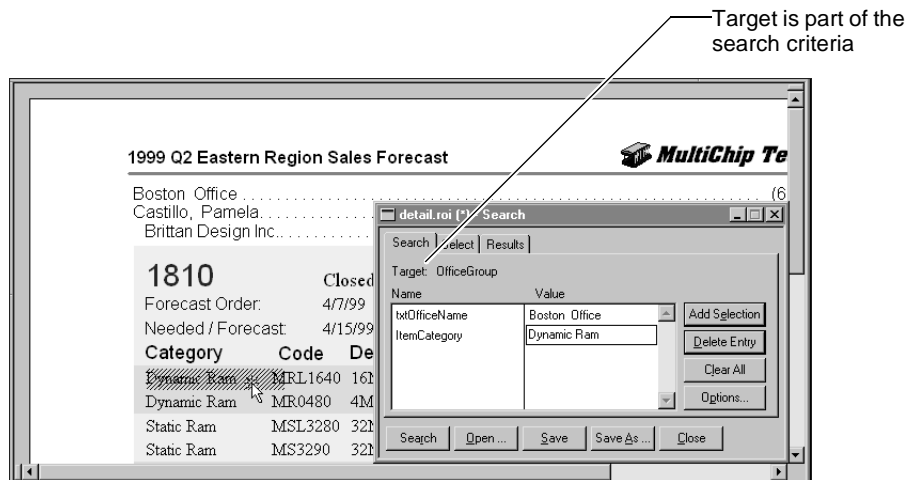 Target is part of the
search criteria
1999 Q2 Eastern Region Sales Forecast
MultiChip Te
Boston Office . . . . . . . . . . . . . . . . . . . . . . . . . . . . . . . . . . . . . . . . . . . . . . . . (6
Castillo, Pamela. . . . . . . . . . . .
Brittan Design Inc.. . . . . . . . . . .
1810 Closed
Forecast Order: 4/7/99
Needed / Forecast: 4/15/99
Category Code De
Dynamic Ram MRL1640 16M
Dynamic Ram MR0480 4M
Static Ram MSL3280 32M
Static Ram MS3290 32M
detail.roi (*) - Search
Search Select Results
Target: OfficeGroup
Name Value
txtOfficeName Boston Office
ItemCategory Dynamic Ram
Add Selection
Delete Entry
Clear All
Options...
Search Open ... Save Save As ... Close